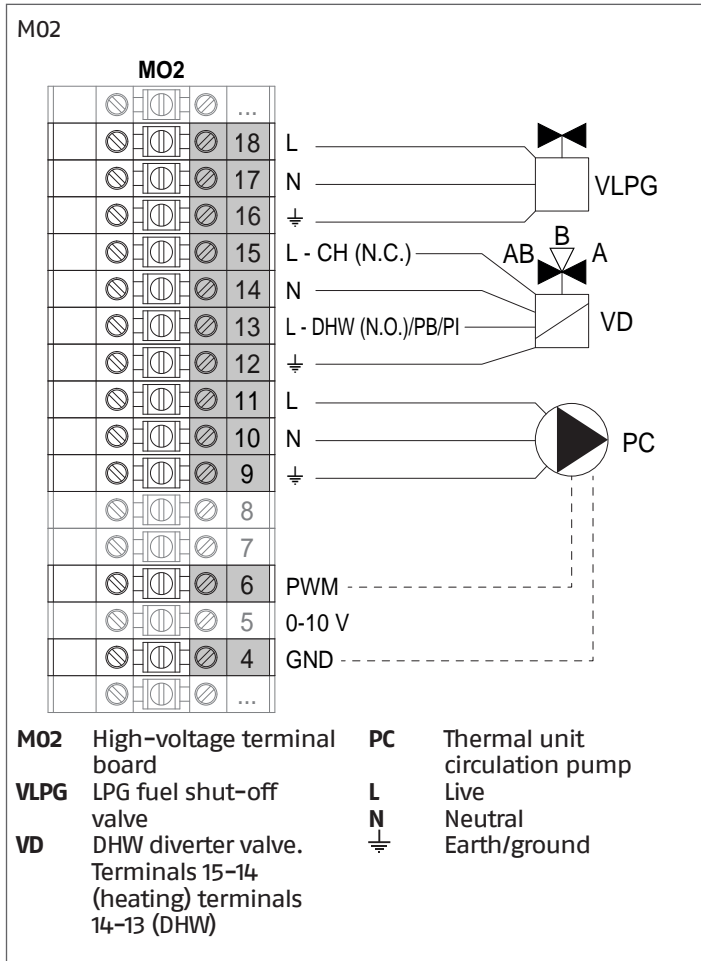 M02
MO2
...
18 L
17 N VLPG
16 ⏚
B
15 L - CH (N.C.) AB A
14 N
13 L - DHW (N.O.)/PB/PI VD
12 ⏚
11 L
10 N PC
9 ⏚
8
7
6 PWM
5 0-10 V
4 GND
...
M02 High-voltage terminal
board
VLPG LPG fuel shut-off
valve
VD DHW diverter valve.
Terminals 15-14
(heating) terminals
14-13 (DHW)
PC Thermal unit
circulation pump
L Live
N Neutral
⏚ Earth/ground